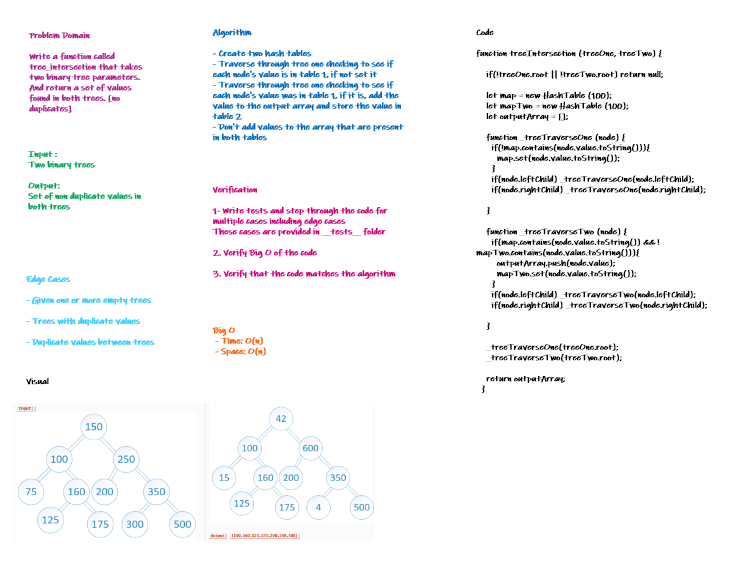 Problem Domain
Write a function called
tree_intersection that takes
two binary tree parameters.
And return a set of values
found in both trees. [no
duplicates]
Input :
Two binary trees
Output:
Set of non duplicate values in
both trees
Edge Cases
- Given one or more empty trees
- Trees with duplicate values
- Duplicate values between trees
Visual
Algorithm
- Create two hash tables
- Traverse through tree one checking to see if
each node's value is in table 1, if not set it
- Traverse through tree one checking to see if
each node's value was in table 1, if it is, add the
value to the output array and store the value in
table 2
- Don't add values to the array that are present
in both tables
Verification
1- Write tests and step through the code for
multiple cases including edge cases
These cases are provided in __tests__ folder
2. Verify Big O of the code
3. Verify that the code matches the algorithm
Big O
- Time: O(n)
- Space: O(n)
Code
function treeIntersection (treeOne, treeTwo) {
if(!treeOne.root || !treeTwo.root) return null;
let map = new HashTable (100);
let mapTwo = new HashTable (100);
let outputArray = [];
function _treeTraverseOne (node) {
if(!map.contains(node.value.toString())){
map.set(node.value.toString());
}
if(node.leftChild) _treeTraverseOne(node.leftChild);
if(node.rightChild) _treeTraverseOne(node.rightChild);
}
function _treeTraverseTwo (node) {
if(map.contains(node.value.toString()) && !
mapTwo.contains(node.value.toString())){
outputArray.push(node.value);
mapTwo.set(node.value.toString());
}
if(node.leftChild) _treeTraverseTwo(node.leftChild);
if(node.rightChild) _treeTraverseTwo(node.rightChild);
}
_treeTraverseOne(treeOne.root);
_treeTraverseTwo(treeTwo.root);
return outputArray;
}
Input:
150
100 250
75 160 200 350
125 175 300 500
42
100 600
15 160 200 350
125 175 4 500
Output: [100,160,125,175,200,350,500]